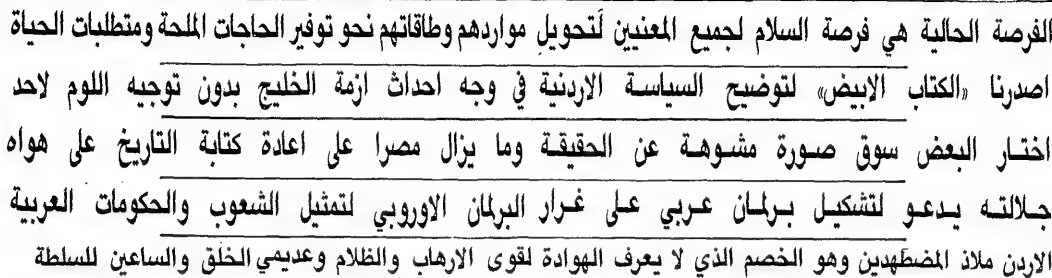 الفرصة الحالية هي فرصة السلام لجميع المعنيين لتحويل مواردهم وطاقاتهم نحو توفير الحاجات الملحة ومتطلبات الحياة
اصدرنا «الكتاب الابيض» لتوضيح السياسة الاردنية في وجه احداث ازمة الخليج بدون توجيه اللوم لاحد
اختار البعض سوق صورة مشوهة عن الحقيقة وما يزال مصرا على اعادة كتابة التاريخ على هواه
جلالته يدعو لتشكيل برلمان عربي على غرار البرلمان الاوروبي لتمثيل الشعوب والحكومات العربية
الاردن ملاذ المضطهدين وهو الخصم الذي لا يعرف الهوادة لقوى الارهاب والظلام وعديمي الخلق والساعين للسلطة